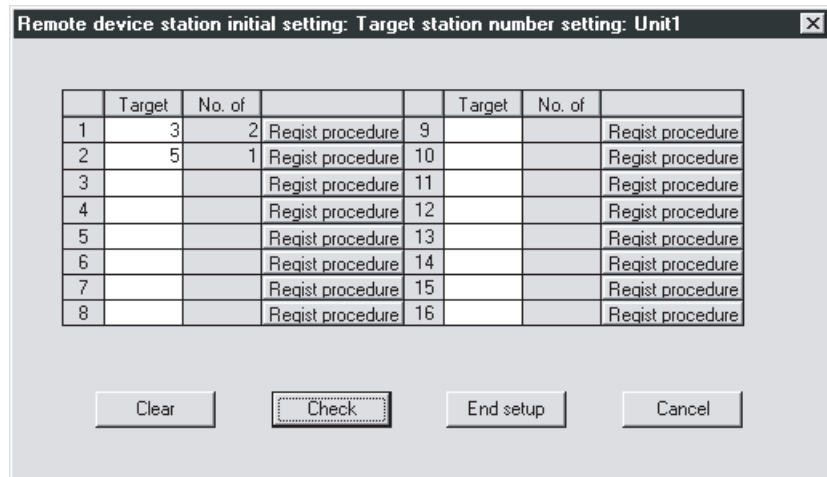 Remote device station initial setting: Target station number setting: Unit1
Target No. of Target No. of
1 3 2 Regist procedure 9 Regist procedure
2 5 1 Regist procedure 10 Regist procedure
3 Regist procedure 11 Regist procedure
4 Regist procedure 12 Regist procedure
5 Regist procedure 13 Regist procedure
6 Regist procedure 14 Regist procedure
7 Regist procedure 15 Regist procedure
8 Regist procedure 16 Regist procedure
Clear Check End setup Cancel